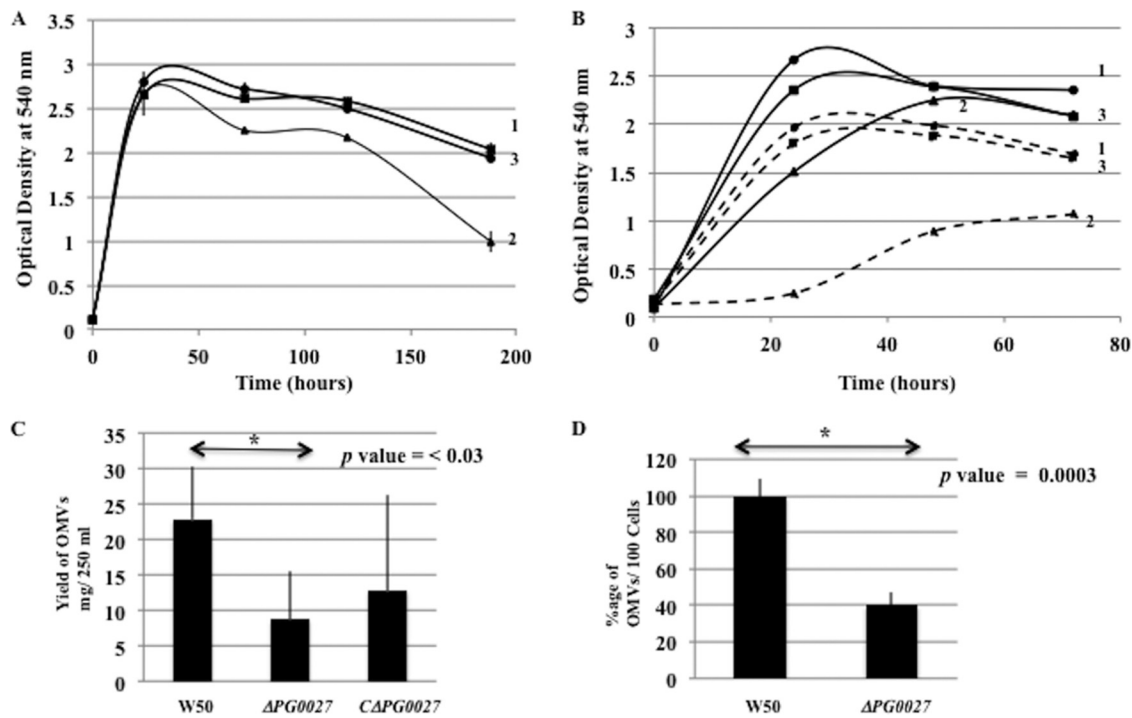 A
Optical Density at 540 nm
3.5
3
2.5
2
1.5
1
0.5
0
0 50 100 150 200
Time (hours)
1
3
2
B
Optical Density at 540 nm
3
2.5
2
1.5
1
0.5
0
0 20 40 60 80
Time (hours)
1
2
3
1
3
2
C
Yield of OMVs
mg/ 250 ml
35
30
25
20
15
10
5
0
*
p value = < 0.03
W50 ΔPG0027 CΔPG0027
D
%age of
OMVs/ 100 Cells
120
100
80
60
40
20
0
*
p value = 0.0003
W50 ΔPG0027